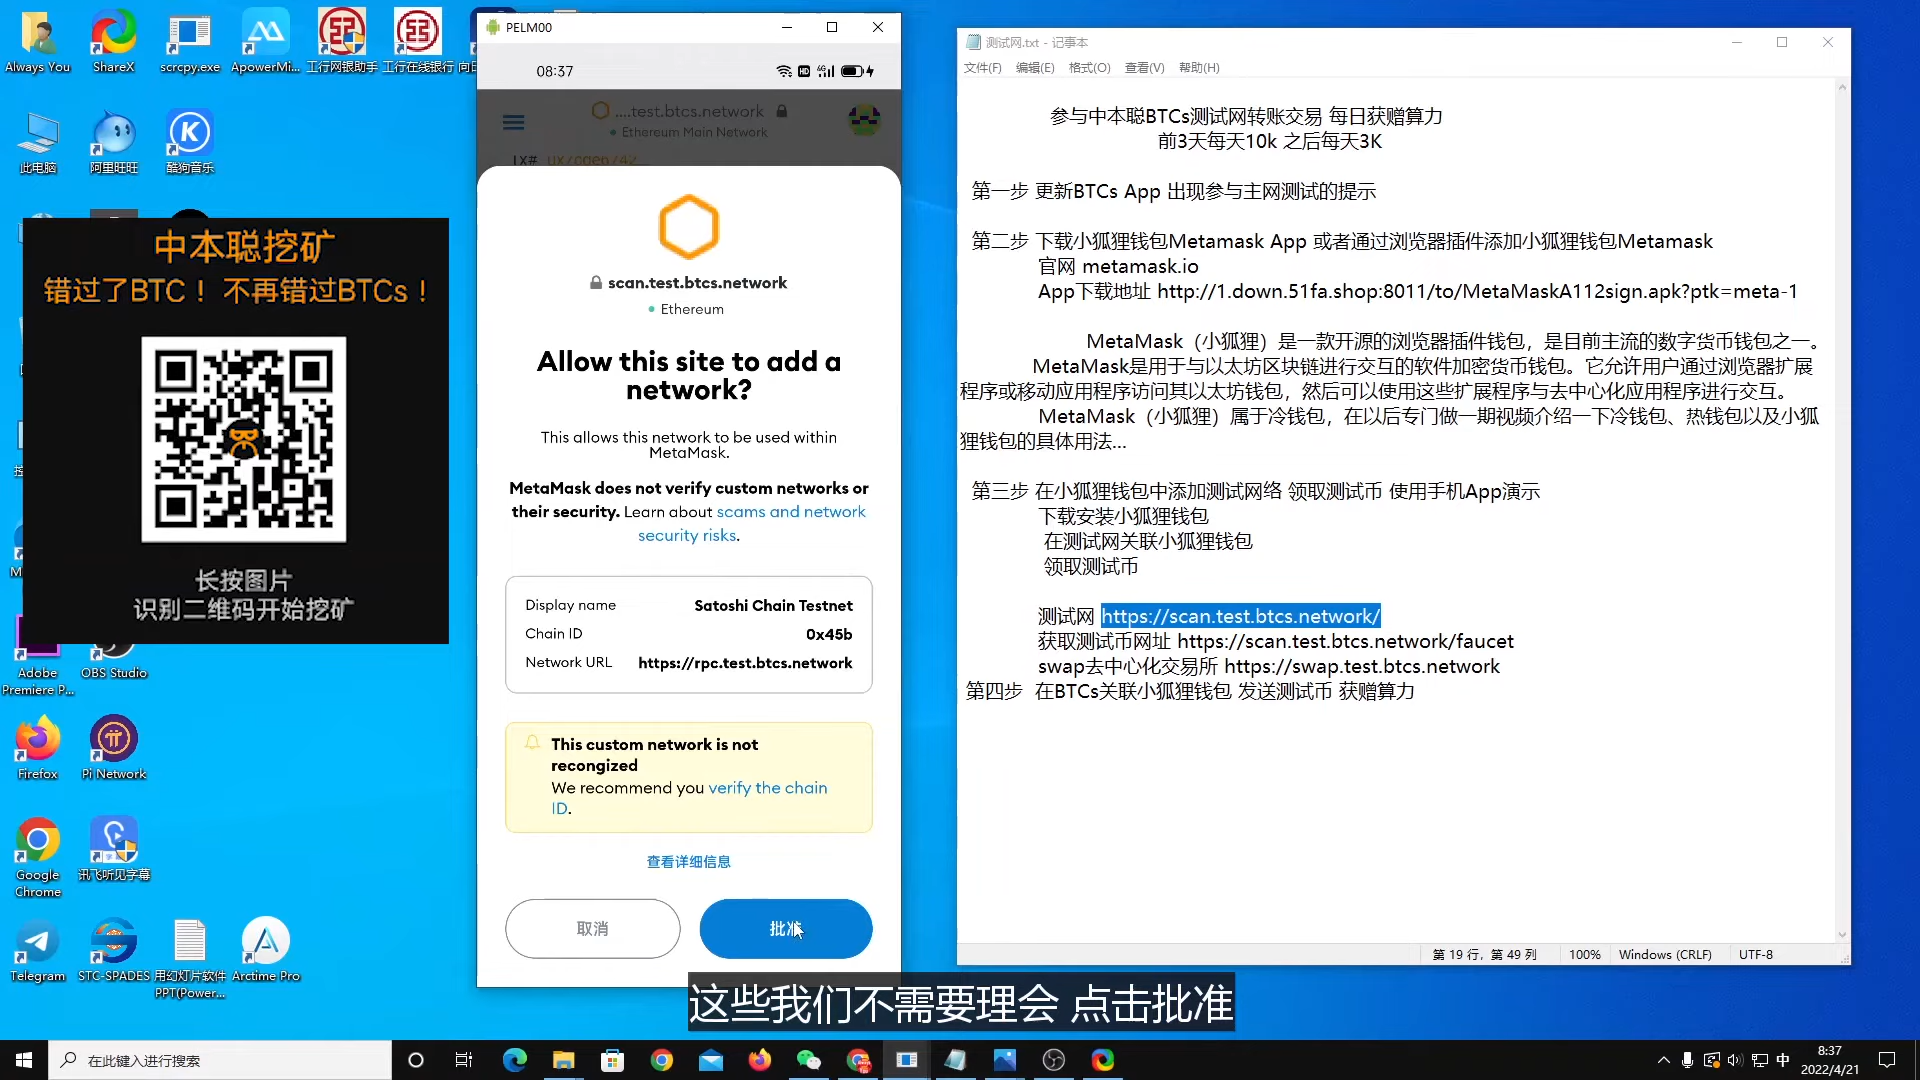 Always You
ShareX
scrcpy.exe
ApowerMi...
工行网银助手
工行在线银行
此电脑
阿里旺旺
酷狗音乐
中本聪挖矿
错过了BTC！ 不再错过BTCs！
长按图片
识别二维码开始挖矿
Adobe
Premiere P...
OBS Studio
Firefox
Pi Network
Google
Chrome
讯飞听见字幕
Telegram
STC-SPADES
用幻灯片软件
PPT(Power...
Arctime Pro
PELM00
08:37
....test.btcs.network
Ethereum Main Network
scan.test.btcs.network
Ethereum
Allow this site to add a
network?
This allows this network to be used within
MetaMask.
MetaMask does not verify custom networks or
their security. Learn about scams and network
security risks.
Display name Satoshi Chain Testnet
Chain ID 0x45b
Network URL https://rpc.test.btcs.network
This custom network is not
recongized
We recommend you verify the chain
ID.
查看详细信息
取消
批准
测试网.txt - 记事本
文件(F) 编辑(E) 格式(O) 查看(V) 帮助(H)
参与中本聪BTCs测试网转账交易 每日获赠算力
前3天每天10k 之后每天3K
第一步 更新BTCs App 出现参与主网测试的提示
第二步 下载小狐狸钱包Metamask App 或者通过浏览器插件添加小狐狸钱包Metamask
官网 metamask.io
App下载地址 http://1.down.51fa.shop:8011/to/MetaMaskA112sign.apk?ptk=meta-1
MetaMask（小狐狸）是一款开源的浏览器插件钱包，是目前主流的数字货币钱包之一。
MetaMask是用于与以太坊区块链进行交互的软件加密货币钱包。它允许用户通过浏览器扩展
程序或移动应用程序访问其以太坊钱包，然后可以使用这些扩展程序与去中心化应用程序进行交互。
MetaMask（小狐狸）属于冷钱包，在以后专门做一期视频介绍一下冷钱包、热钱包以及小狐
狸钱包的具体用法...
第三步 在小狐狸钱包中添加测试网络 领取测试币 使用手机App演示
下载安装小狐狸钱包
在测试网关联小狐狸钱包
领取测试币
测试网 https://scan.test.btcs.network/
获取测试币网址 https://scan.test.btcs.network/faucet
swap去中心化交易所 https://swap.test.btcs.network
第四步 在BTCs关联小狐狸钱包 发送测试币 获赠算力
第 19 行，第 49 列 100% Windows (CRLF) UTF-8
这些我们不需要理会 点击批准
在此键入进行搜索
中
8:37
2022/4/21